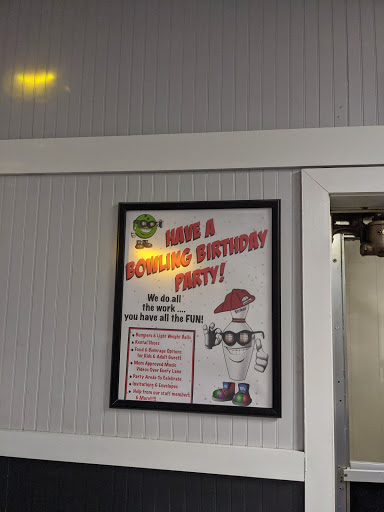 HAVE A
BOWLING BIRTHDAY
PARTY!
We do all
the work ....
you have all the FUN!
Bumpers & Light Weight Balls
Rental Shoes
Food & Beverage Options
for Kids & Adult Guests
Mom Approved Music
Videos Over Every Lane
Party Areas To Celebrate
Invitations & Envelopes
Help from our staff members
& More!!!!